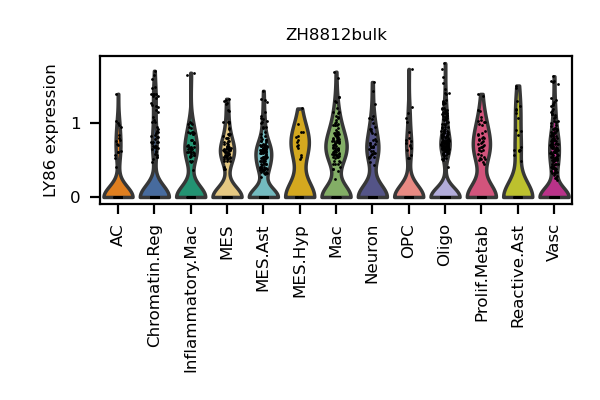 ZH8812bulk
LY86 expression
1
0
AC
Chromatin.Reg
Inflammatory.Mac
MES
MES.Ast
MES.Hyp
Mac
Neuron
OPC
Oligo
Prolif.Metab
Reactive.Ast
Vasc